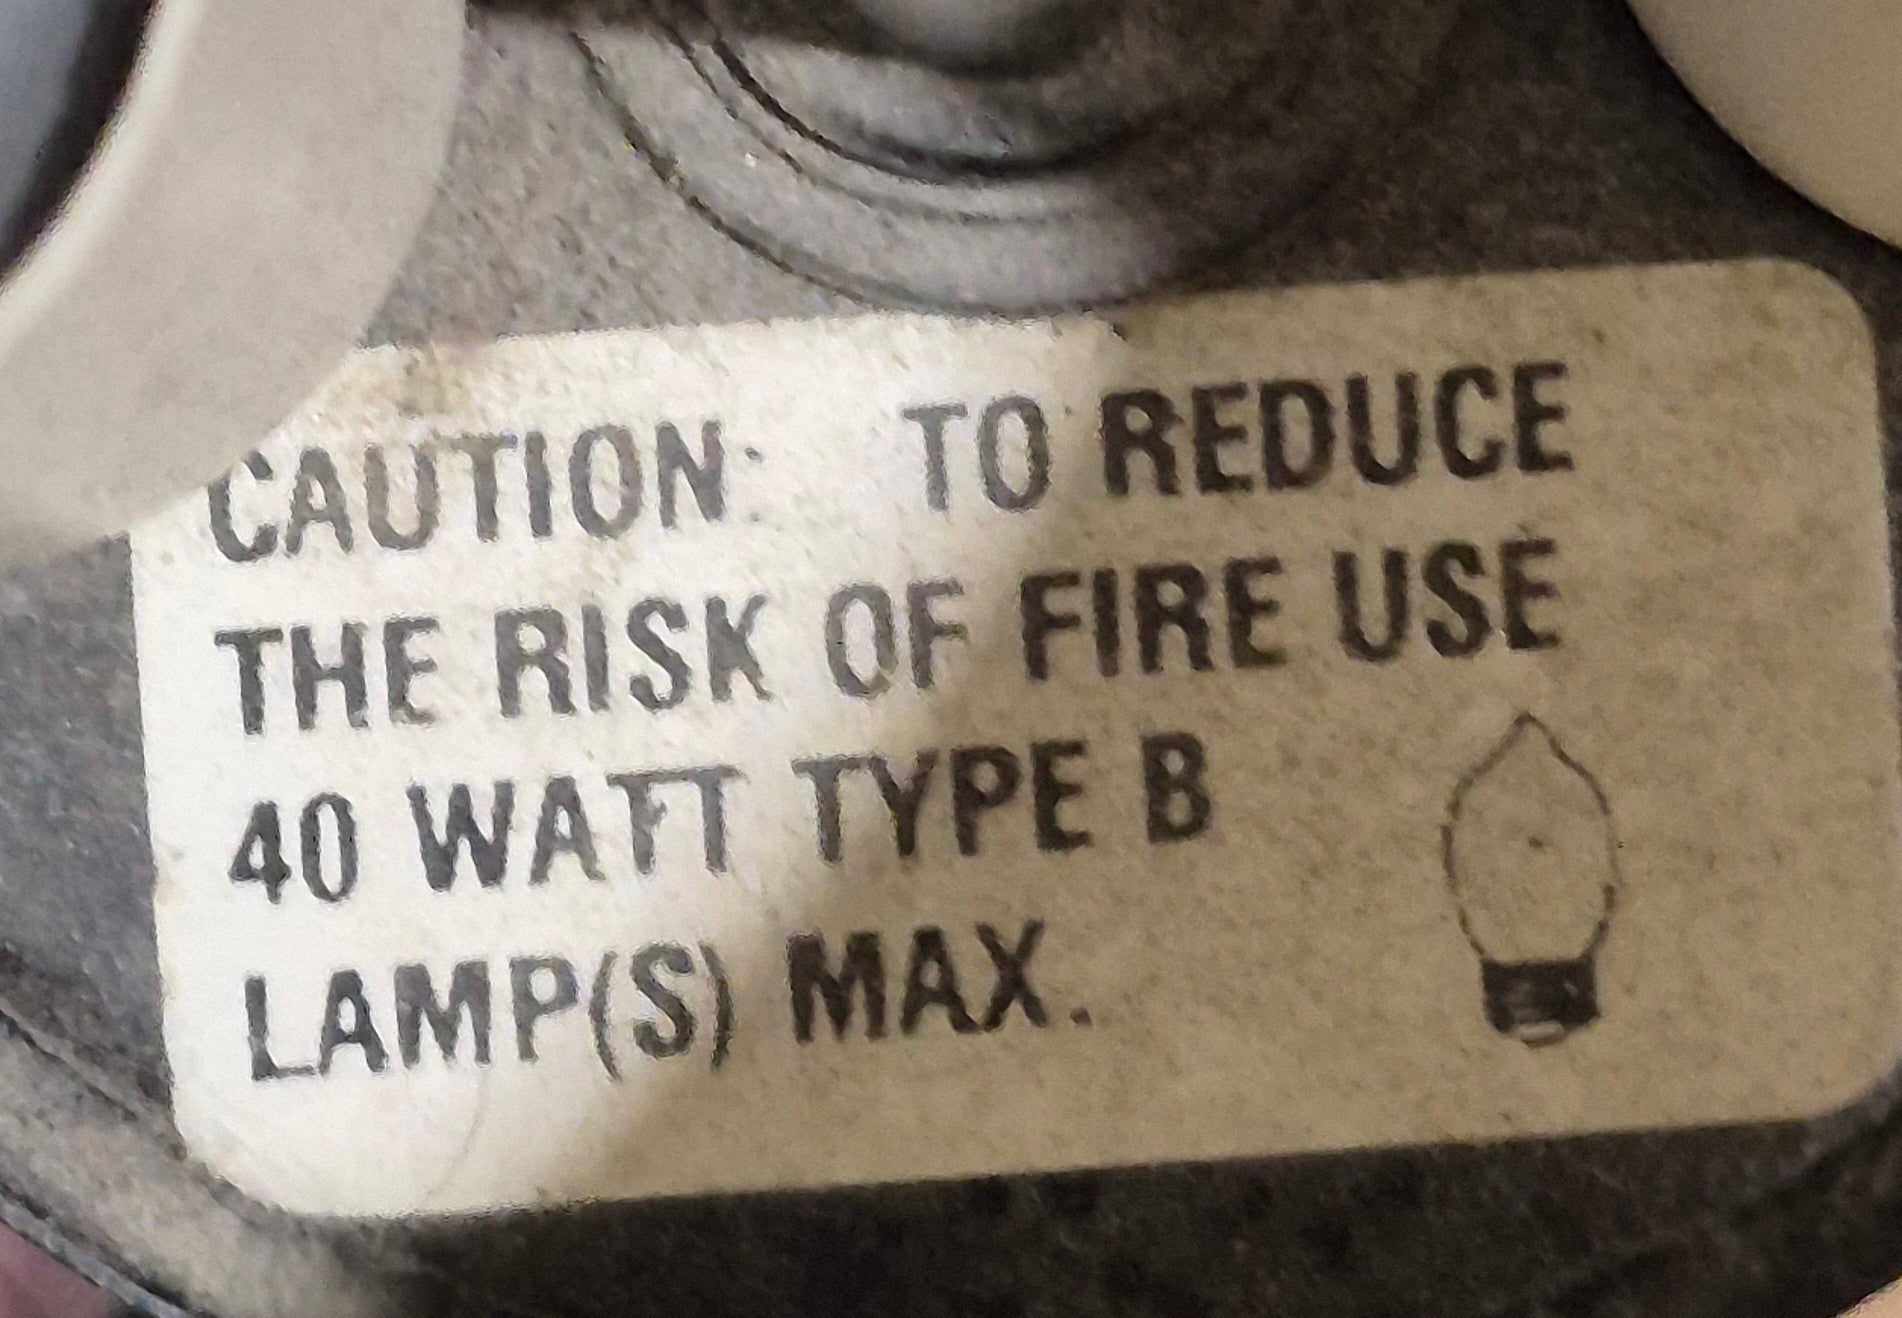 CAUTION: TO REDUCE
THE RISK OF FIRE USE
40 WATT TYPE B
LAMP(S) MAX.